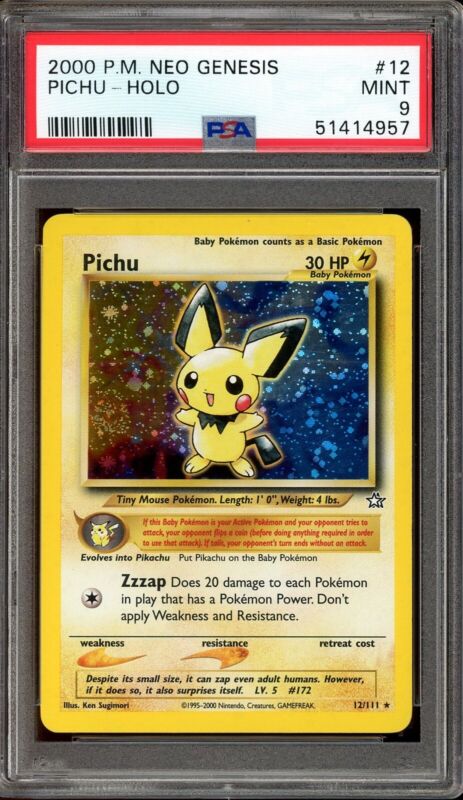 2000 P.M. NEO GENESIS #12
PICHU - HOLO MINT
9
PSA 51414957
Baby Pokémon counts as a Basic Pokémon
Pichu 30 HP
Baby Pokémon
Tiny Mouse Pokémon. Length: 1' 0", Weight: 4 lbs.
If this Baby Pokémon is your Active Pokémon and your opponent tries to
attack, your opponent flips a coin (before doing anything required in order
to use that attack). If tails, your opponent's turn ends without an attack.
Evolves into Pikachu Put Pikachu on the Baby Pokémon
Zzzap Does 20 damage to each Pokémon
in play that has a Pokémon Power. Don't
apply Weakness and Resistance.
weakness resistance retreat cost
Despite its small size, it can zap even adult humans. However,
if it does so, it also surprises itself. LV. 5 #172
Illus. Ken Sugimori ©1995-2000 Nintendo, Creatures, GAMEFREAK. 12/111 ★